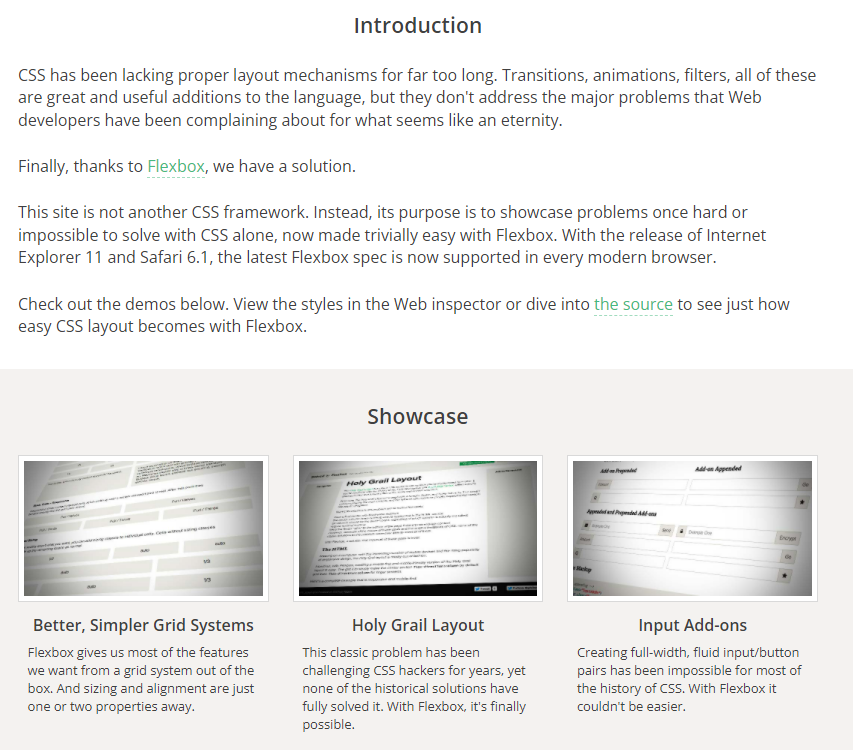 Introduction
CSS has been lacking proper layout mechanisms for far too long. Transitions, animations, filters, all of these
are great and useful additions to the language, but they don't address the major problems that Web
developers have been complaining about for what seems like an eternity.
Finally, thanks to Flexbox, we have a solution.
This site is not another CSS framework. Instead, its purpose is to showcase problems once hard or
impossible to solve with CSS alone, now made trivially easy with Flexbox. With the release of Internet
Explorer 11 and Safari 6.1, the latest Flexbox spec is now supported in every modern browser.
Check out the demos below. View the styles in the Web inspector or dive into the source to see just how
easy CSS layout becomes with Flexbox.
Showcase
Holy Grail Layout
Add-on Prepended
Add-on Appended
Appended and Prepended Add-ons
Encrypt
Go
Better, Simpler Grid Systems
Flexbox gives us most of the features
we want from a grid system out of the
box. And sizing and alignment are just
one or two properties away.
Holy Grail Layout
This classic problem has been
challenging CSS hackers for years, yet
none of the historical solutions have
fully solved it. With Flexbox, it's finally
possible.
Input Add-ons
Creating full-width, fluid input/button
pairs has been impossible for most of
the history of CSS. With Flexbox it
couldn't be easier.